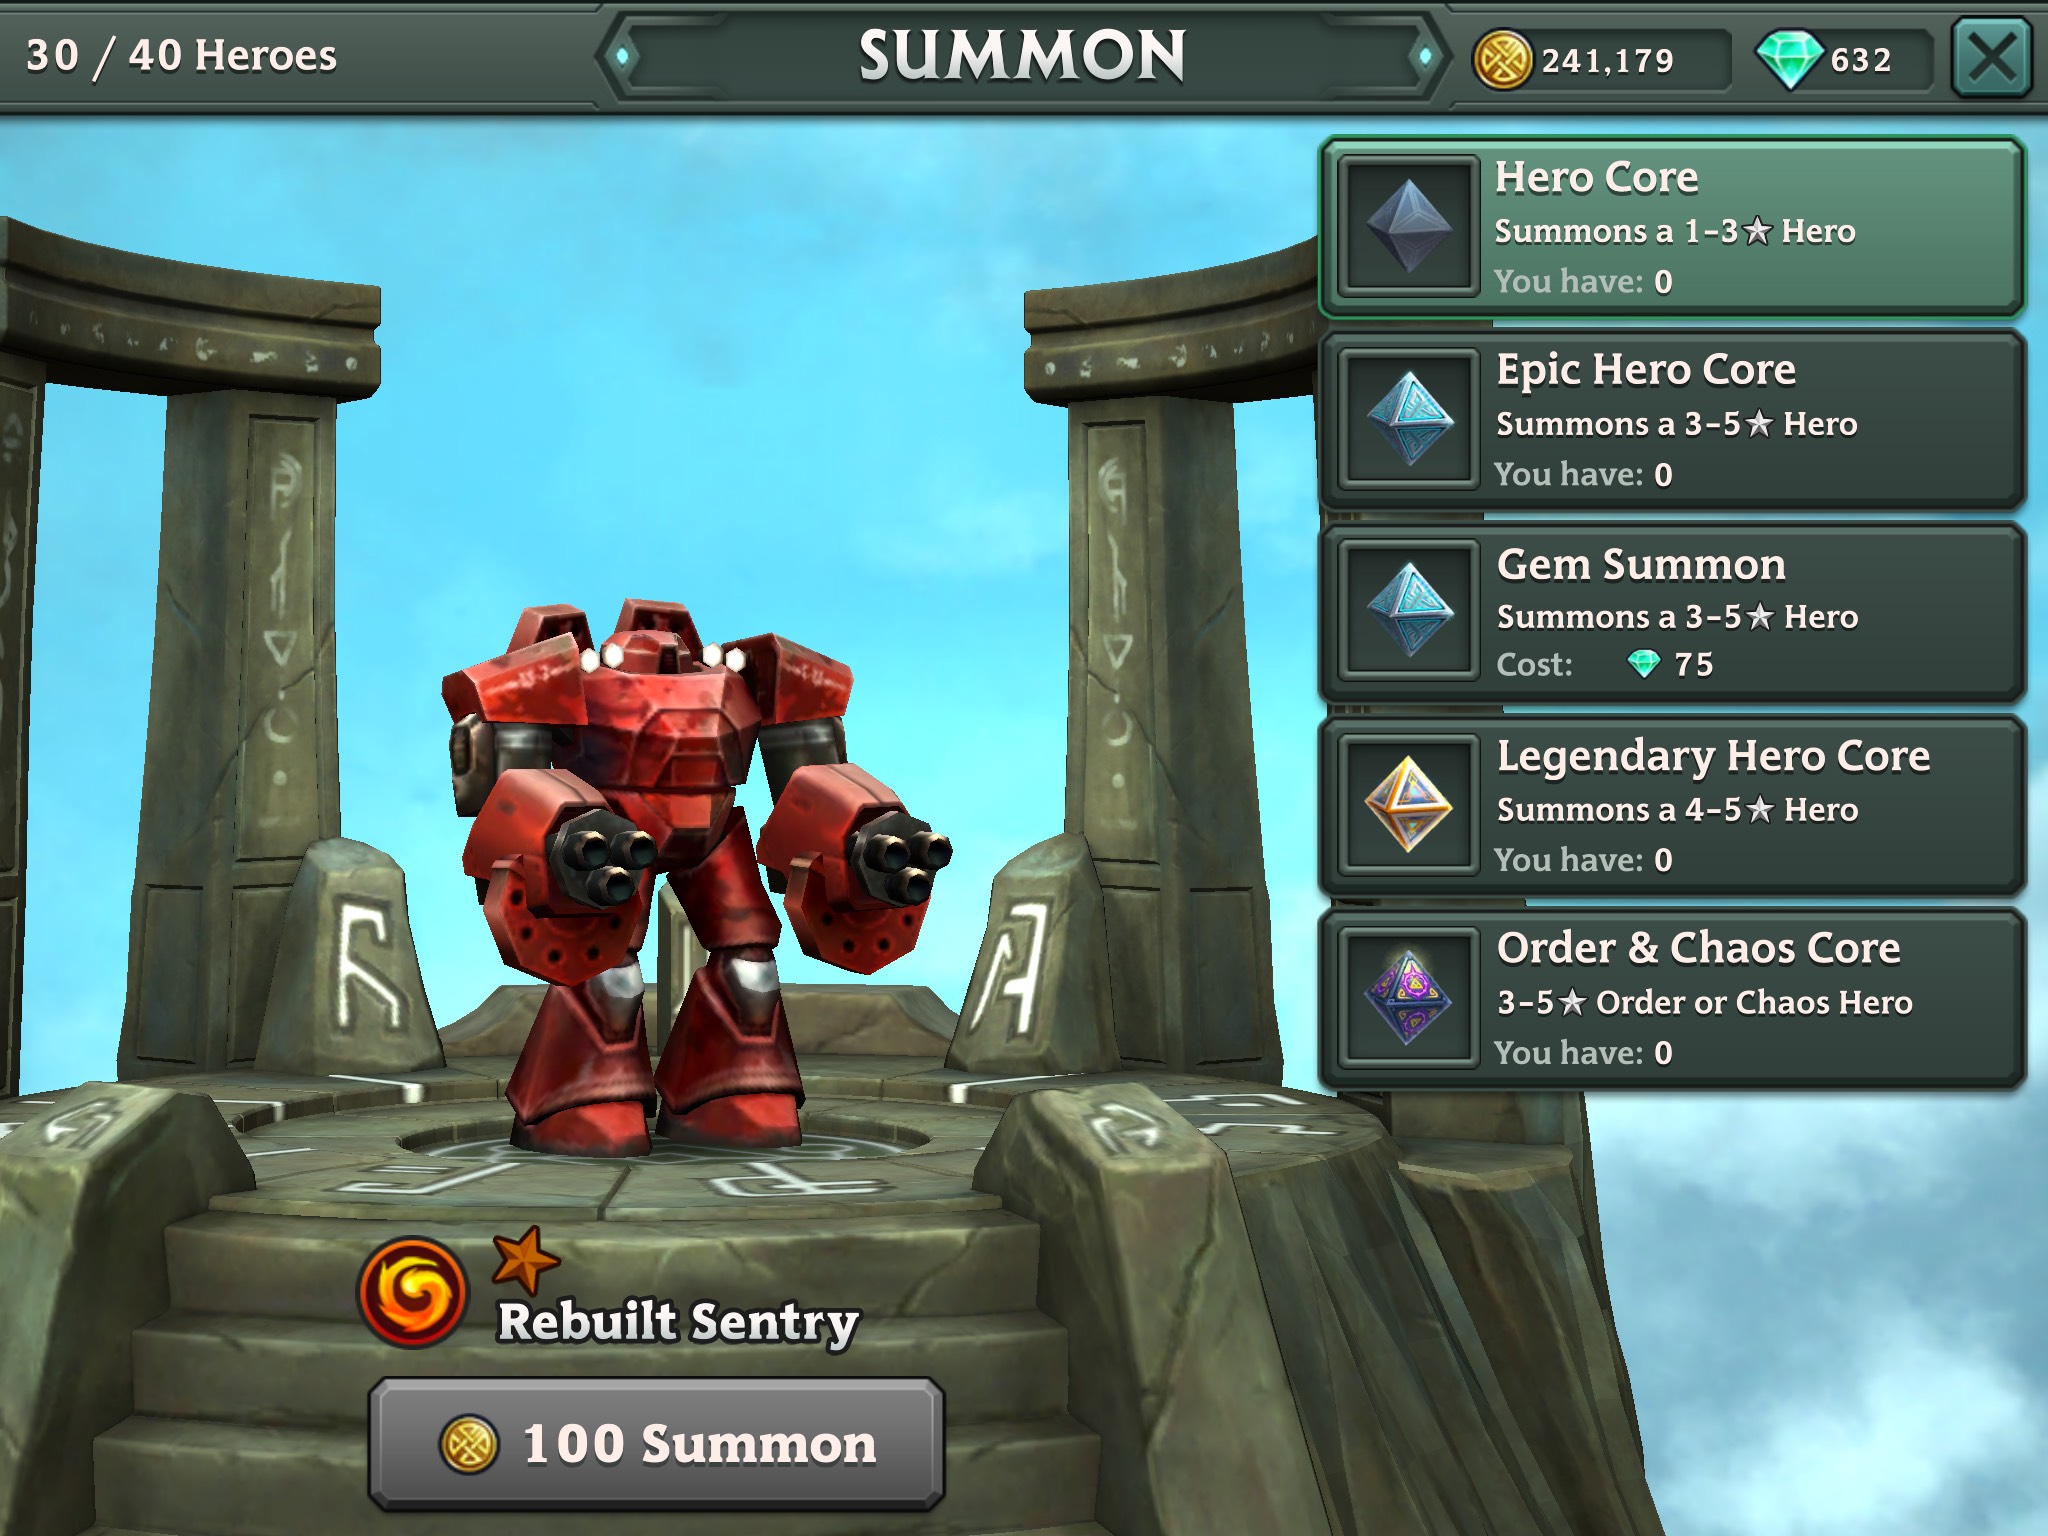 30 / 40 Heroes
SUMMON
241,179
632
Hero Core
Summons a 1-3★ Hero
You have: 0
Epic Hero Core
Summons a 3-5★ Hero
You have: 0
Gem Summon
Summons a 3-5★ Hero
Cost: 75
Legendary Hero Core
Summons a 4-5★ Hero
You have: 0
Order & Chaos Core
3-5★ Order or Chaos Hero
You have: 0
Rebuilt Sentry
100 Summon